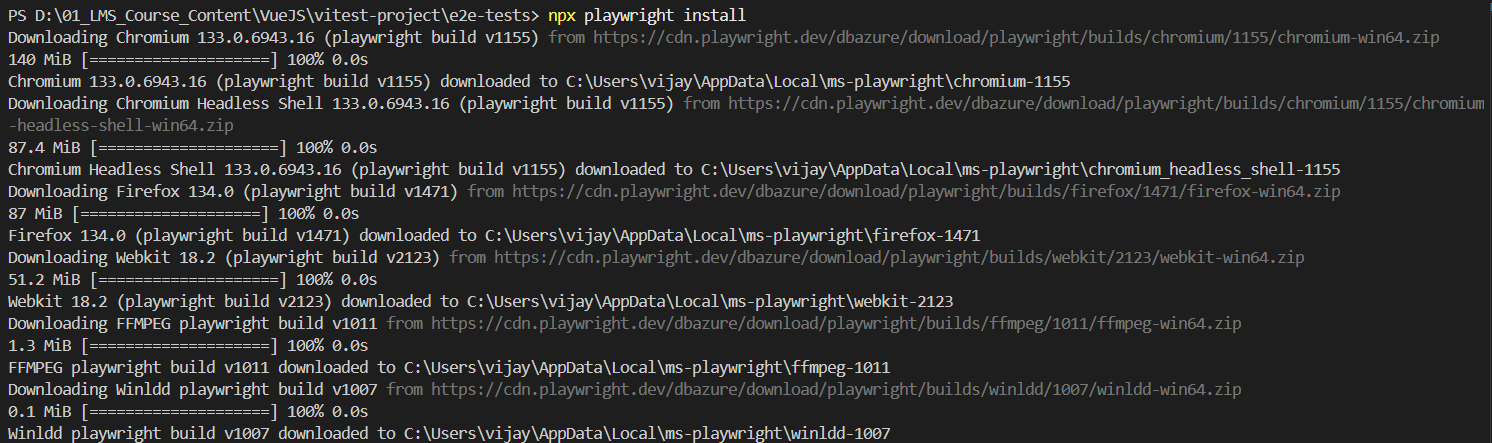 PS D:\01_LMS_Course_Content\VueJS\vitest-project\e2e-tests> npx playwright install
Downloading Chromium 133.0.6943.16 (playwright build v1155) from https://cdn.playwright.dev/dbazure/download/playwright/builds/chromium/1155/chromium-win64.zip
140 MiB [====================] 100% 0.0s
Chromium 133.0.6943.16 (playwright build v1155) downloaded to C:\Users\vijay\AppData\Local\ms-playwright\chromium-1155
Downloading Chromium Headless Shell 133.0.6943.16 (playwright build v1155) from https://cdn.playwright.dev/dbazure/download/playwright/builds/chromium/1155/chromium
-headless-shell-win64.zip
87.4 MiB [====================] 100% 0.0s
Chromium Headless Shell 133.0.6943.16 (playwright build v1155) downloaded to C:\Users\vijay\AppData\Local\ms-playwright\chromium_headless_shell-1155
Downloading Firefox 134.0 (playwright build v1471) from https://cdn.playwright.dev/dbazure/download/playwright/builds/firefox/1471/firefox-win64.zip
87 MiB [====================] 100% 0.0s
Firefox 134.0 (playwright build v1471) downloaded to C:\Users\vijay\AppData\Local\ms-playwright\firefox-1471
Downloading Webkit 18.2 (playwright build v2123) from https://cdn.playwright.dev/dbazure/download/playwright/builds/webkit/2123/webkit-win64.zip
51.2 MiB [====================] 100% 0.0s
Webkit 18.2 (playwright build v2123) downloaded to C:\Users\vijay\AppData\Local\ms-playwright\webkit-2123
Downloading FFMPEG playwright build v1011 from https://cdn.playwright.dev/dbazure/download/playwright/builds/ffmpeg/1011/ffmpeg-win64.zip
1.3 MiB [====================] 100% 0.0s
FFMPEG playwright build v1011 downloaded to C:\Users\vijay\AppData\Local\ms-playwright\ffmpeg-1011
Downloading Winldd playwright build v1007 from https://cdn.playwright.dev/dbazure/download/playwright/builds/winldd/1007/winldd-win64.zip
0.1 MiB [====================] 100% 0.0s
Winldd playwright build v1007 downloaded to C:\Users\vijay\AppData\Local\ms-playwright\winldd-1007